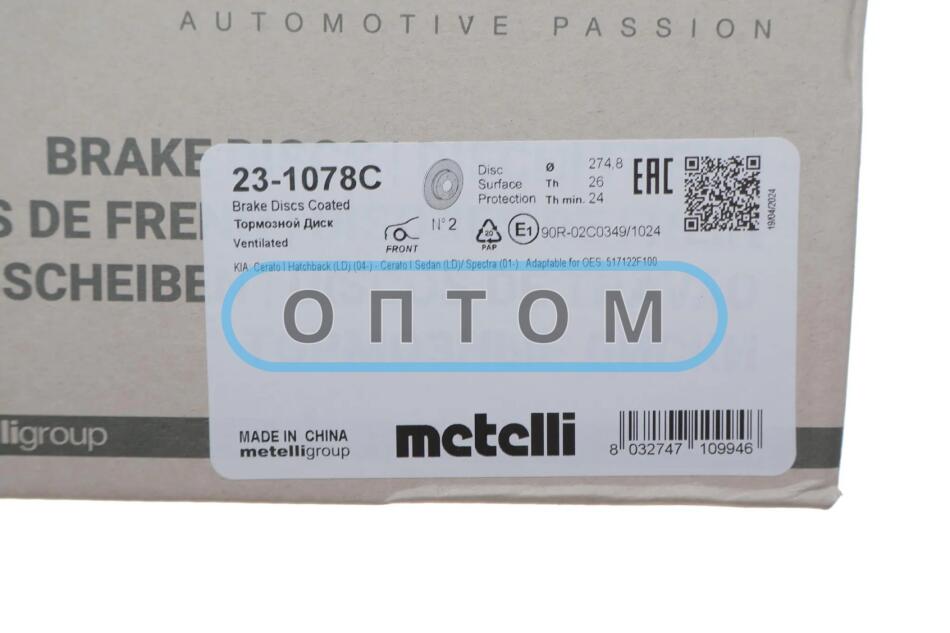 AUTOMOTIVE PASSION
BRAKE
S DE FREI
SCHEIBE
23-1078C
Brake Discs Coated
Тормозной Диск
Ventilated
FRONT
N° 2
Disc
Surface
Protection
ø 274,8
Th 26
Th min. 24
EAC
19/04/2024
20
PAP
E1 90R-02C0349/1024
KIA Cerato I Hatchback (LD) (04-) - Cerato I Sedan (LD)/ Spectra (01-) Adaptable for OES: 517122F100
ОПТОМ
lligroup
MADE IN CHINA
metelligroup
metelli
8 032747 109946